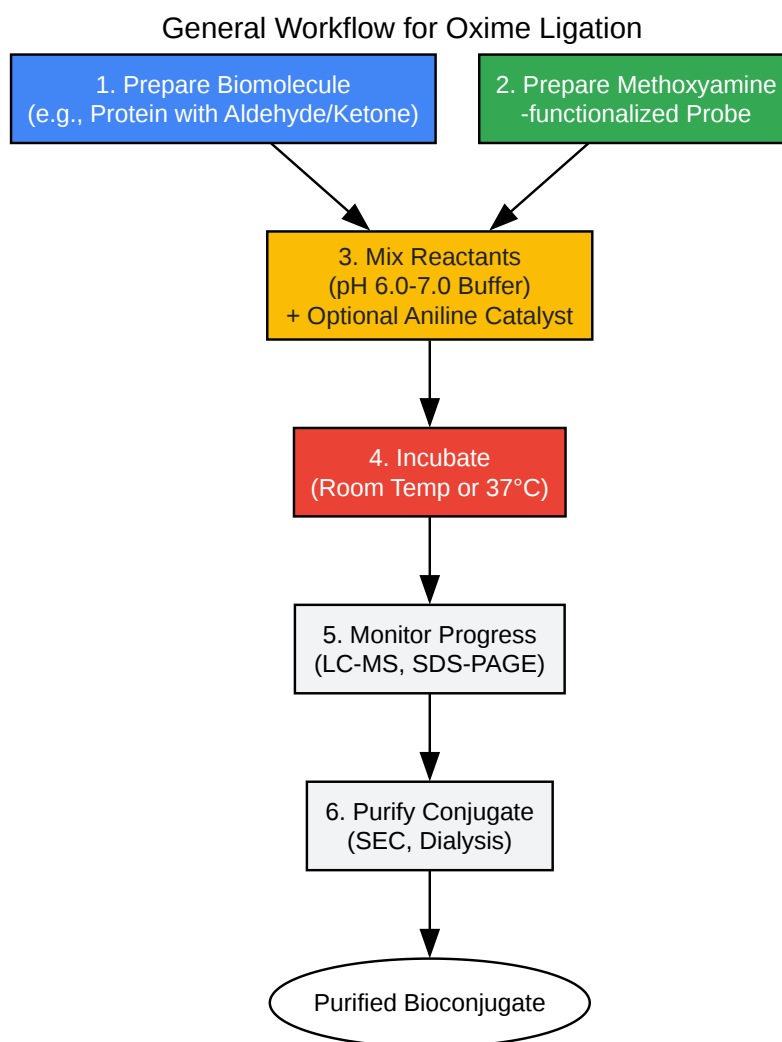 General Workflow for Oxime Ligation
1. Prepare Biomolecule
(e.g., Protein with Aldehyde/Ketone)
2. Prepare Methoxyamine
-functionalized Probe
3. Mix Reactants
(pH 6.0-7.0 Buffer)
+ Optional Aniline Catalyst
4. Incubate
(Room Temp or 37°C)
5. Monitor Progress
(LC-MS, SDS-PAGE)
6. Purify Conjugate
(SEC, Dialysis)
Purified Bioconjugate